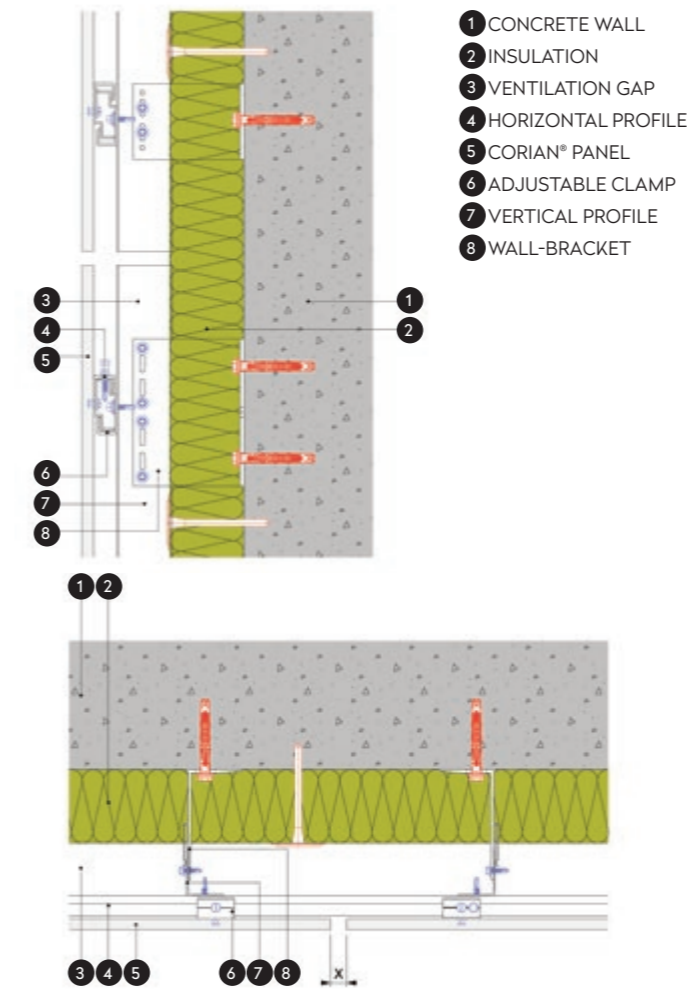 1 CONCRETE WALL
2 INSULATION
3 VENTILATION GAP
4 HORIZONTAL PROFILE
5 CORIAN® PANEL
6 ADJUSTABLE CLAMP
7 VERTICAL PROFILE
8 WALL-BRACKET
3
1
4
2
5
6
7
8
1 2
3 4 5 6 7 8 X